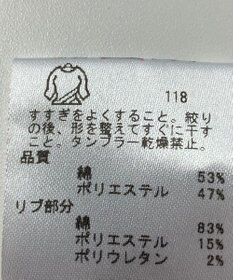 118
すすぎをよくすること。絞り
の後、形を整えてすぐに干す
こと。タンブラー乾燥禁止。
品質
綿 53%
ポリエステル 47%
リブ部分
綿 83%
ポリエステル 15%
ポリウレタン 2%